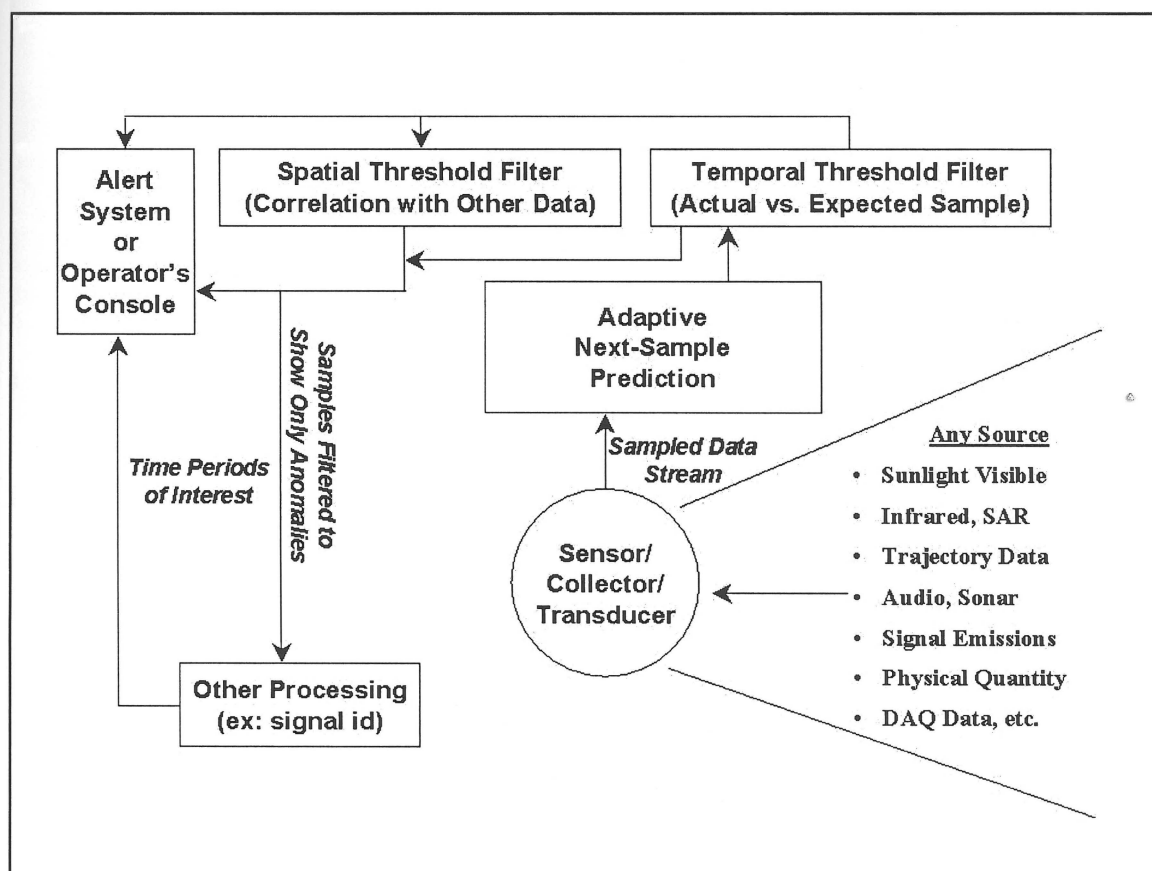 Alert
System
or
Operator's
Console
Spatial Threshold Filter
(Correlation with Other Data)
Temporal Threshold Filter
(Actual vs. Expected Sample)
Adaptive
Next-Sample
Prediction
Samples Filtered to
Show Only Anomalies
Time Periods
of Interest
Sampled Data
Stream
Any Source
• Sunlight Visible
• Infrared, SAR
• Trajectory Data
• Audio, Sonar
• Signal Emissions
• Physical Quantity
• DAQ Data, etc.
Sensor/
Collector/
Transducer
Other Processing
(ex: signal id)